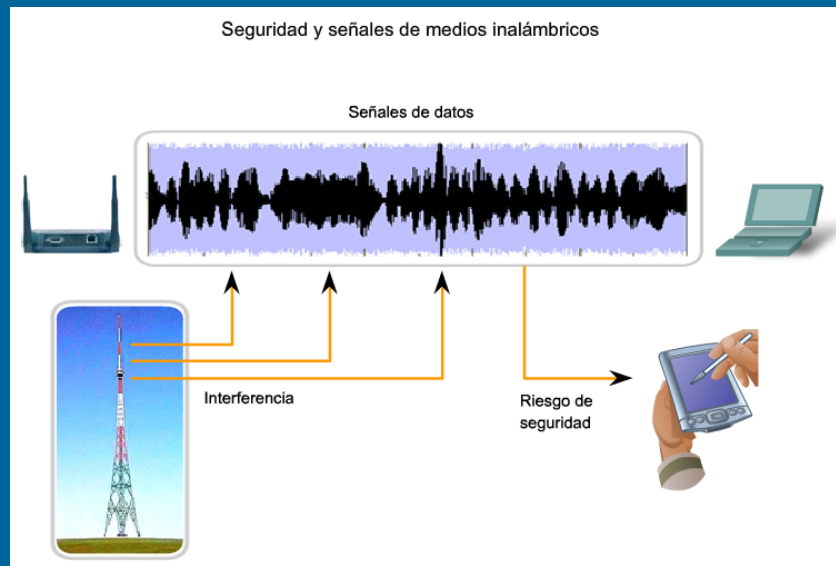 Seguridad y señales de medios inalámbricos
Señales de datos
Interferencia
Riesgo de
seguridad